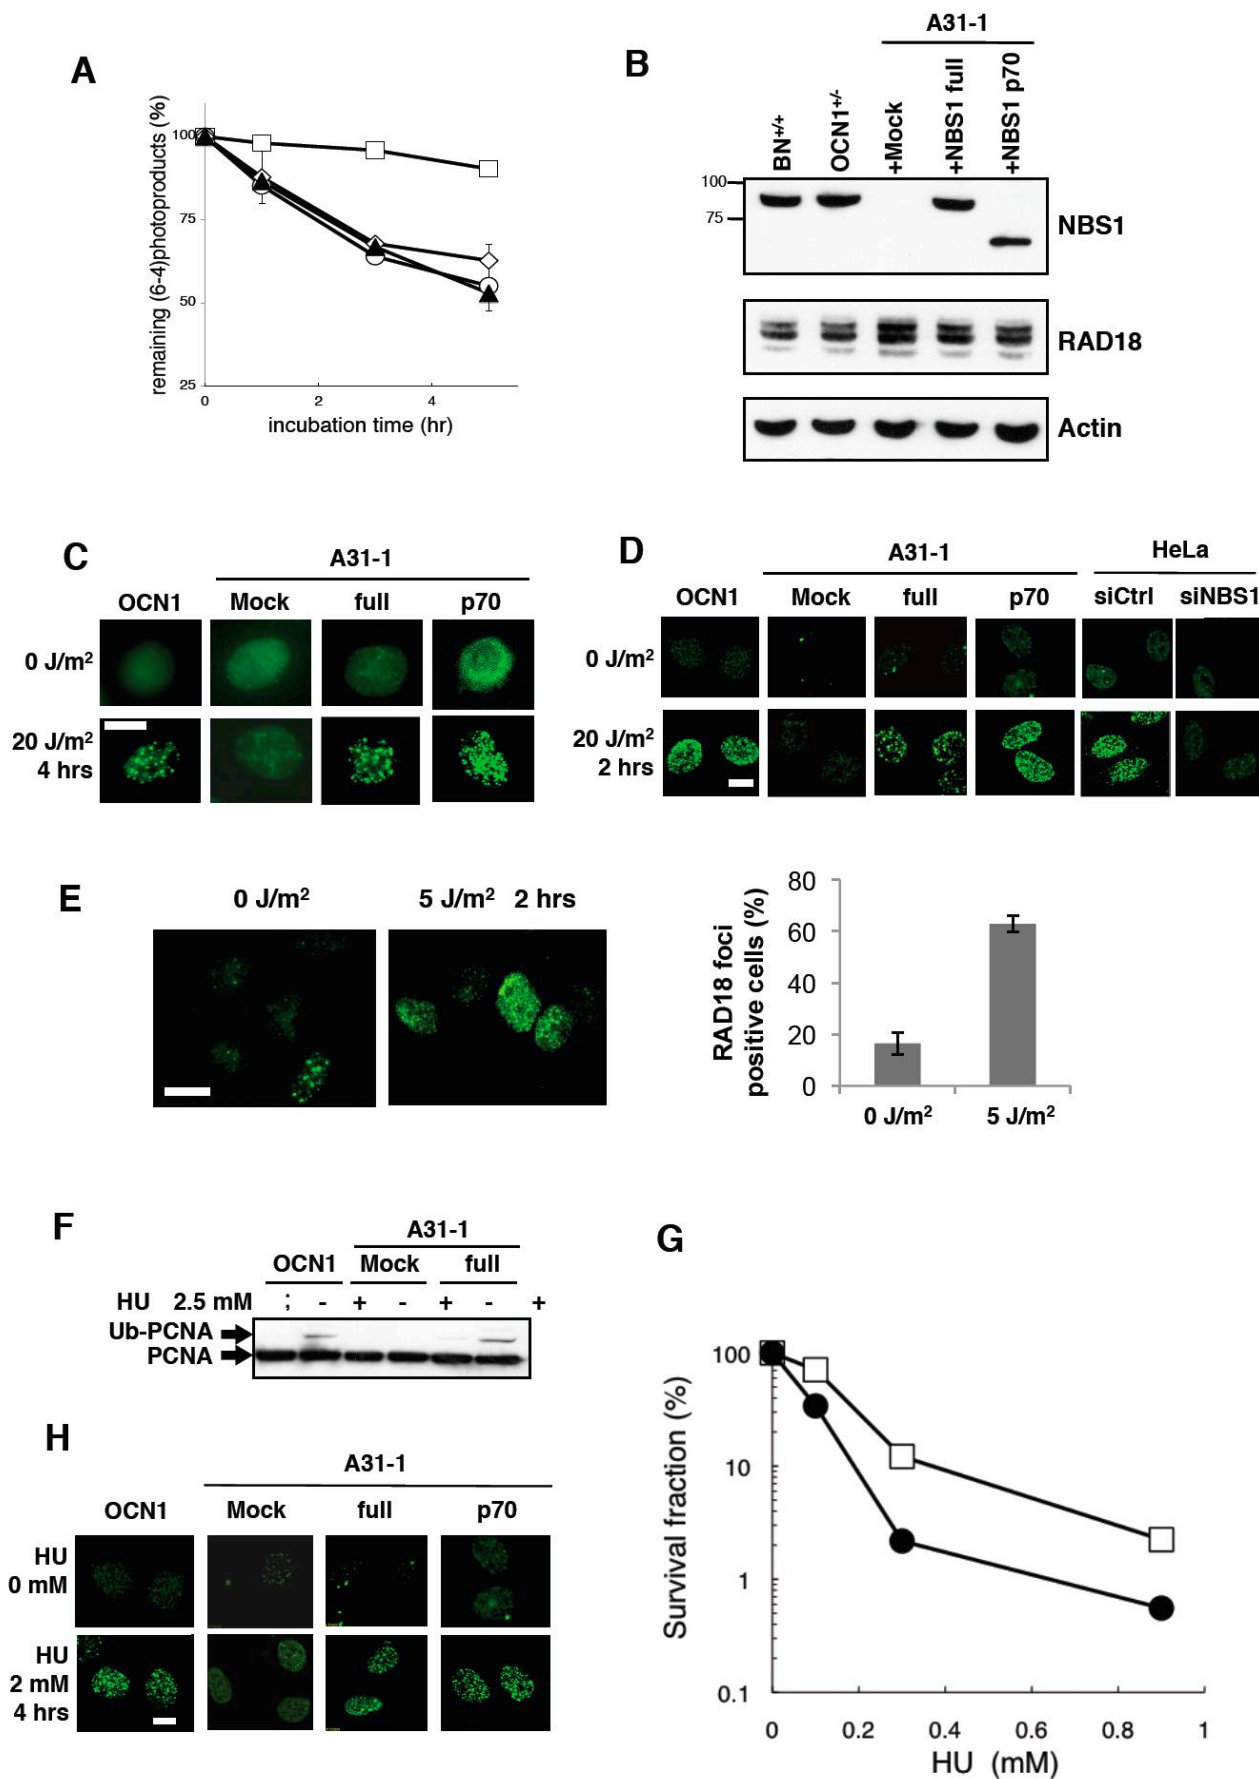 A
remaining (6-4)photoproducts (%)
100
75
50
25
0 2 4
incubation time (hr)
B
A31-1
BN+/+ OCN1+/- +Mock +NBS1 full +NBS1 p70
100
75
NBS1
RAD18
Actin
C
A31-1
OCN1 Mock full p70
0 J/m²
20 J/m²
4 hrs
D
A31-1 HeLa
OCN1 Mock full p70 siCtrl siNBS1
0 J/m²
20 J/m²
2 hrs
E
0 J/m² 5 J/m² 2 hrs
RAD18 foci
positive cells (%)
80
60
40
20
0
0 J/m² 5 J/m²
F
A31-1
OCN1 Mock full
HU 2.5 mM ; - + - + - +
Ub-PCNA
PCNA
G
Survival fraction (%)
100
10
1
0.1
0 0.2 0.4 0.6 0.8 1
HU (mM)
H
A31-1
OCN1 Mock full p70
HU
0 mM
HU
2 mM
4 hrs